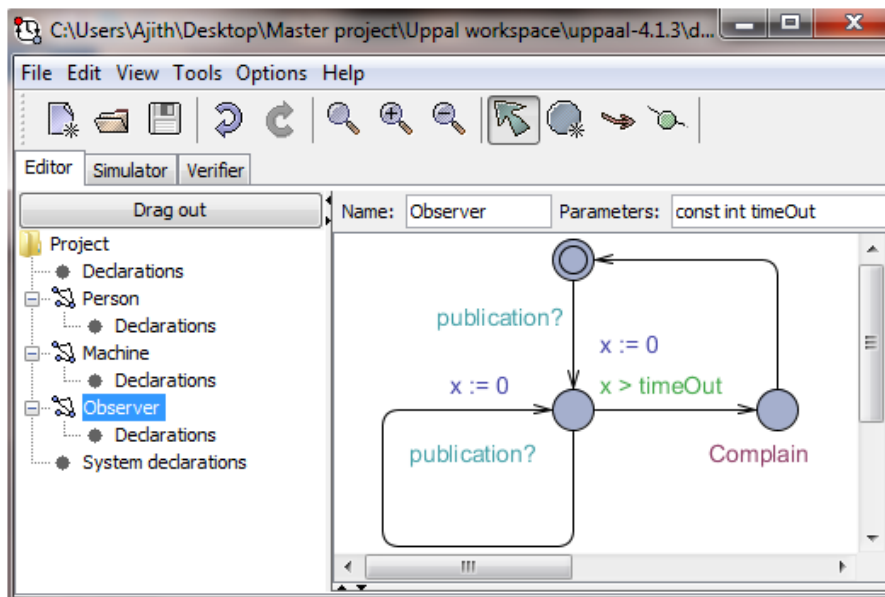 C:\Users\Ajith\Desktop\Master project\Uppal workspace\uppaal-4.1.3\d...
File Edit View Tools Options Help
Editor Simulator Verifier
Drag out
Name: Observer Parameters: const int timeOut
Project
Declarations
Person
Declarations
Machine
Declarations
Observer
Declarations
System declarations
publication?
x := 0
x := 0
x > timeOut
publication?
Complain